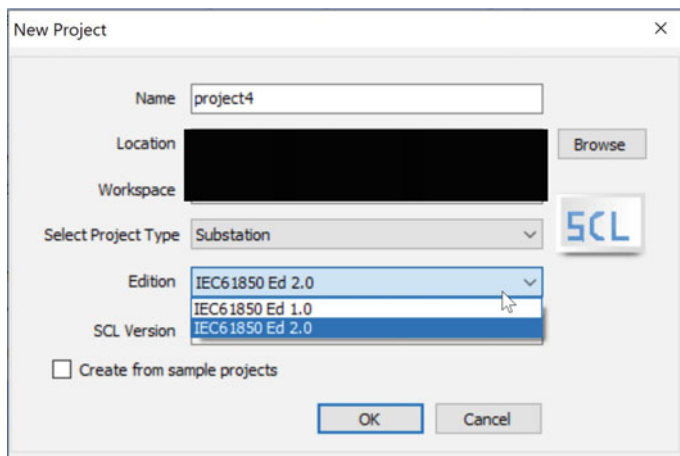 New Project
Name project4
Location
Browse
Workspace
Select Project Type Substation
SCL
Edition IEC61850 Ed 2.0
IEC61850 Ed 1.0
IEC61850 Ed 2.0
SCL Version
Create from sample projects
OK Cancel